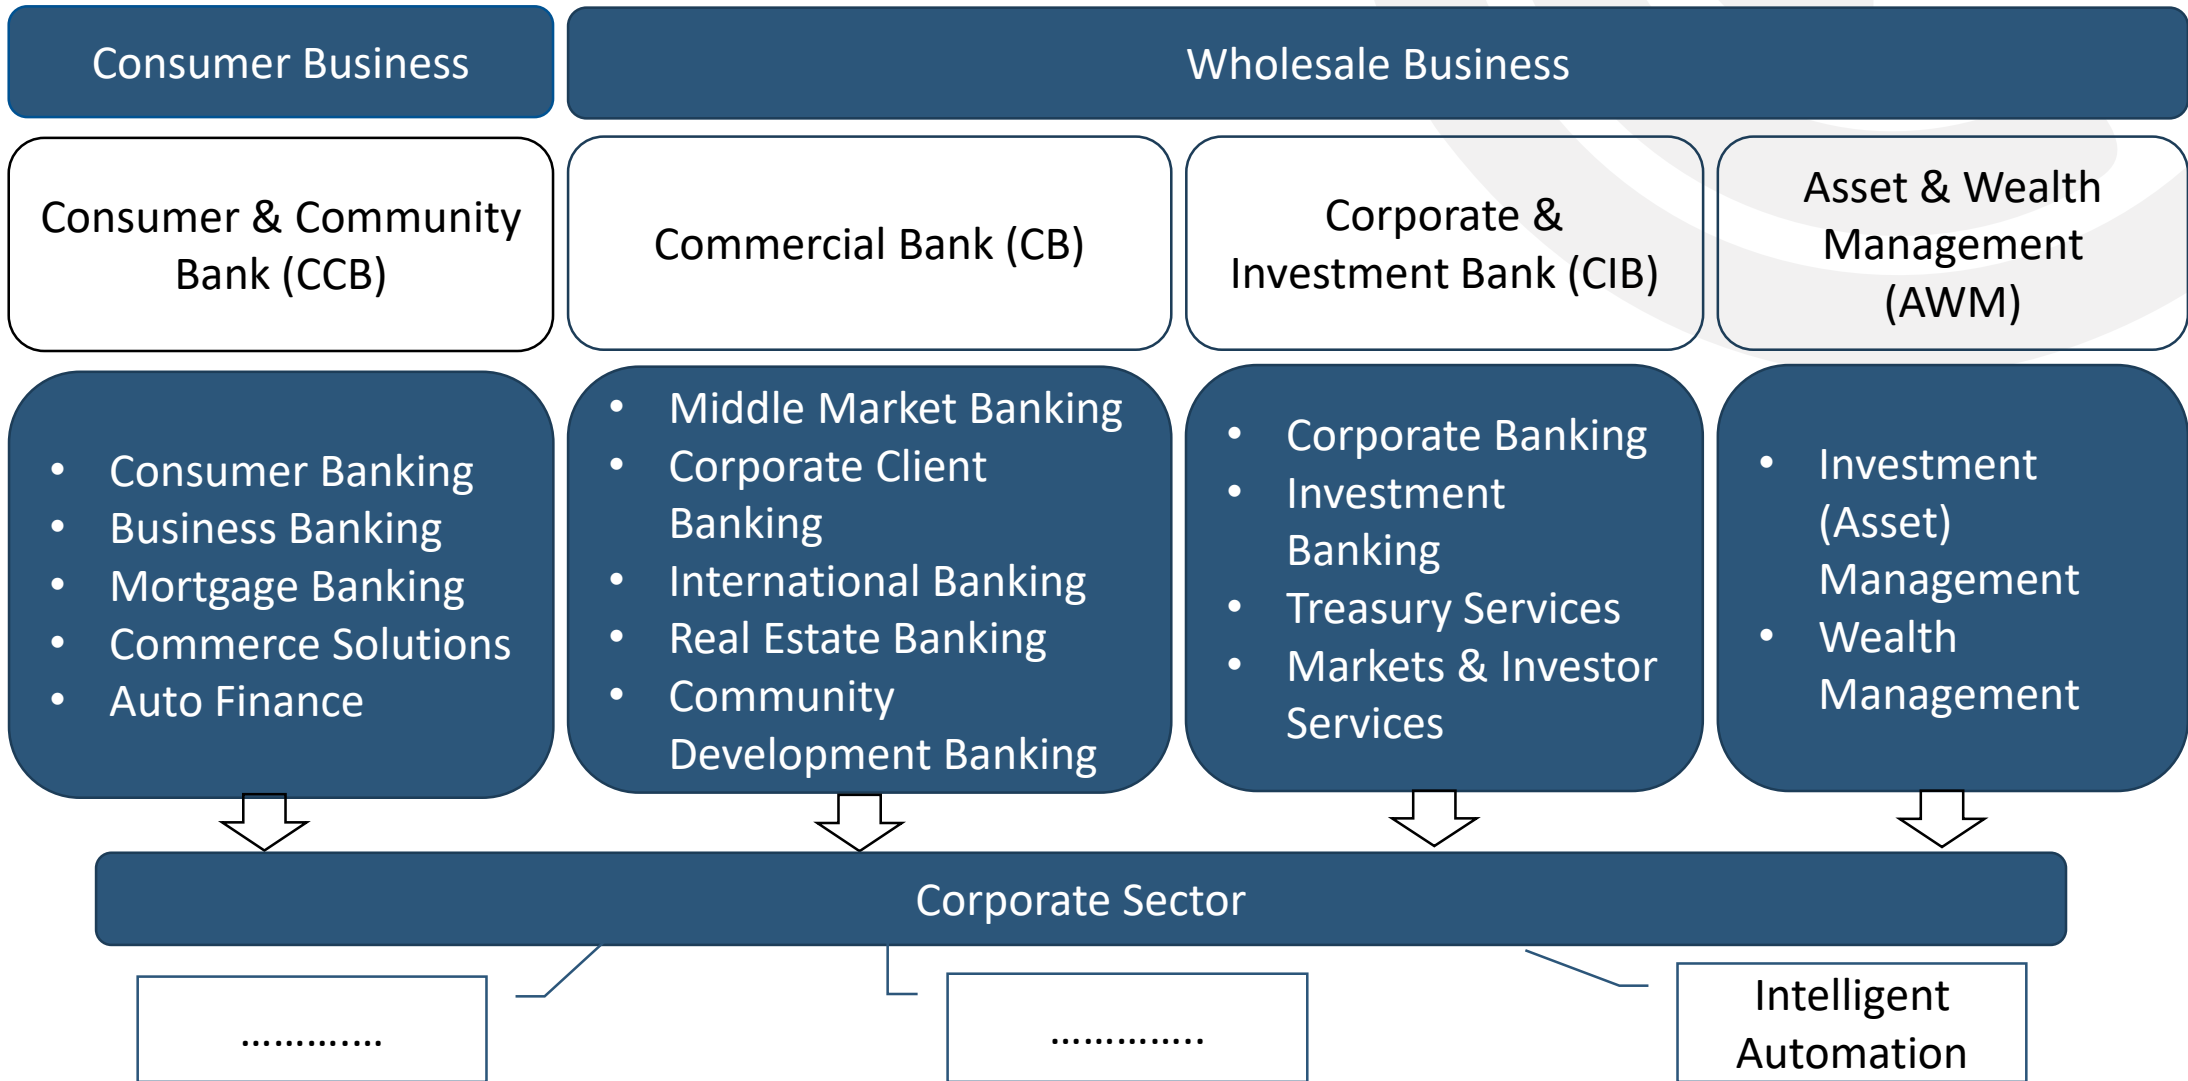 Consumer Business
Wholesale Business
Consumer & Community
Bank (CCB)
Commercial Bank (CB)
Corporate &
Investment Bank (CIB)
Asset & Wealth
Management
(AWM)
• Consumer Banking
• Business Banking
• Mortgage Banking
• Commerce Solutions
• Auto Finance
• Middle Market Banking
• Corporate Client
Banking
• International Banking
• Real Estate Banking
• Community
Development Banking
• Corporate Banking
• Investment
Banking
• Treasury Services
• Markets & Investor
Services
• Investment
(Asset)
Management
• Wealth
Management
Corporate Sector
…………..
…………..
Intelligent
Automation